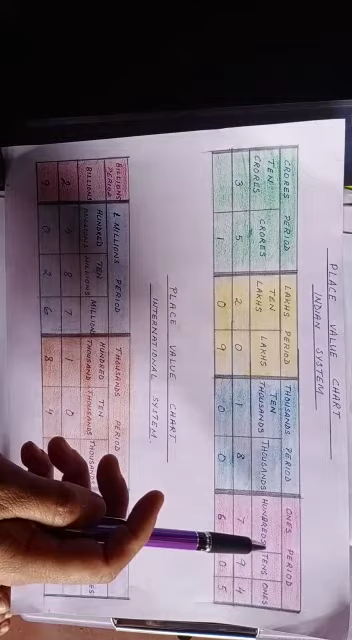 PLACE VALUE CHART
INDIAN SYSTEM
CRORES PERIOD LAKHS PERIOD THOUSANDS PERIOD ONES PERIOD
TEN CRORES CRORES TEN LAKHS LAKHS TEN THOUSANDS THOUSANDS HUNDREDS TENS ONES
3 5 2 0 1 8 7 9 4
1 0 9 0 0 6 0 5
PLACE VALUE CHART
INTERNATIONAL SYSTEM
BILLIONS PERIOD MILLIONS PERIOD THOUSANDS PERIOD
BILLIONS HUNDRED MILLIONS TEN MILLIONS MILLIONS HUNDRED THOUSANDS TEN THOUSANDS THOUSANDS
2 4 8 7 1 0
9 0 2 6 8 4